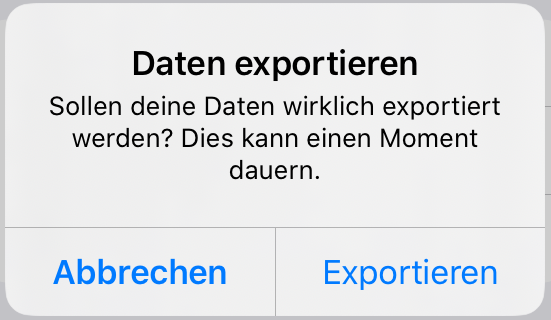 Daten exportieren
Sollen deine Daten wirklich exportiert
werden? Dies kann einen Moment
dauern.
Abbrechen
Exportieren